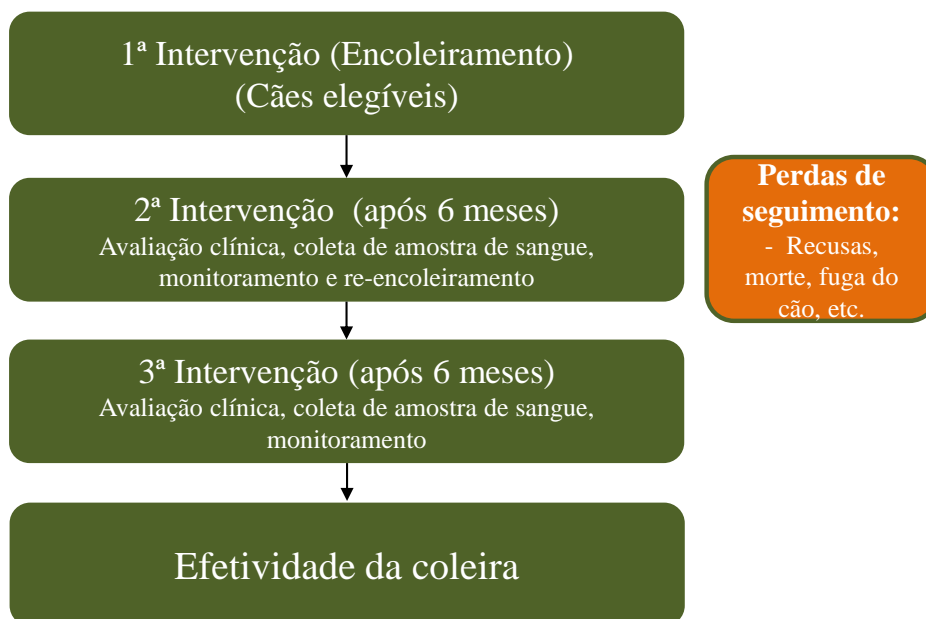 1ª Intervenção (Encoleiramento)
(Cães elegíveis)
2ª Intervenção  (após 6 meses)
Avaliação clínica, coleta de amostra de sangue,
monitoramento e re-encoleiramento
Perdas de
seguimento:
-  Recusas,
morte, fuga do
cão, etc.
3ª Intervenção (após 6 meses)
Avaliação clínica, coleta de amostra de sangue,
monitoramento
Efetividade da coleira